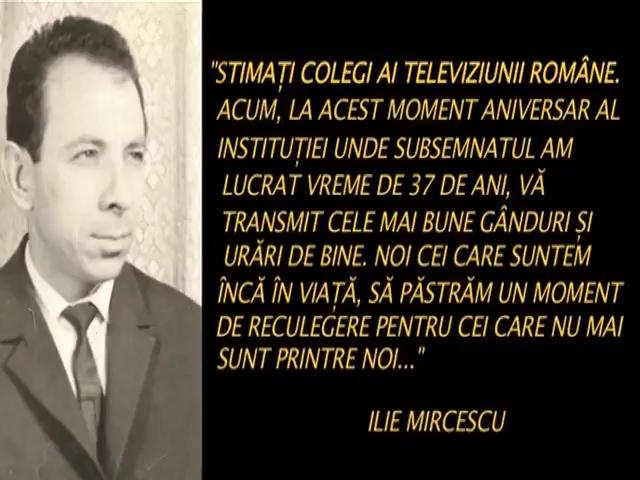 "STIMAȚI COLEGI AI TELEVIZIUNII ROMÂNE.
ACUM, LA ACEST MOMENT ANIVERSAR AL
INSTITUȚIEI UNDE SUBSEMNATUL AM
LUCRAT VREME DE 37 DE ANI, VĂ
TRANSMIT CELE MAI BUNE GÂNDURI ȘI
URĂRI DE BINE. NOI CEI CARE SUNTEM
ÎNCĂ ÎN VIAȚĂ, SĂ PĂSTRĂM UN MOMENT
DE RECULEGERE PENTRU CEI CARE NU MAI
SUNT PRINTRE NOI..."
ILIE MIRCESCU